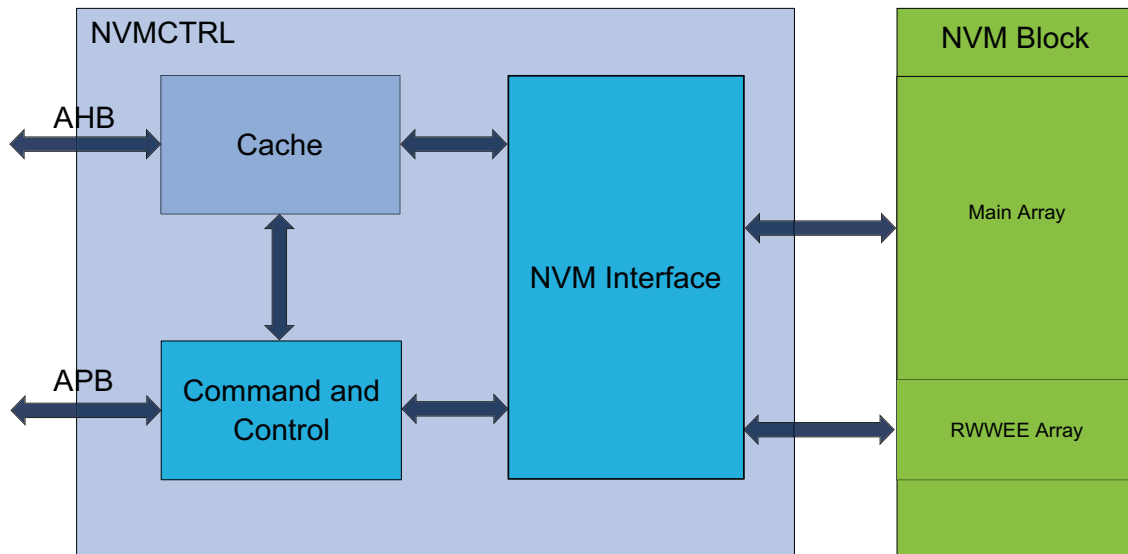 NVMCTRL
NVM Block
AHB
Cache
Main Array
NVM Interface
APB
Command and
Control
RWWEE Array